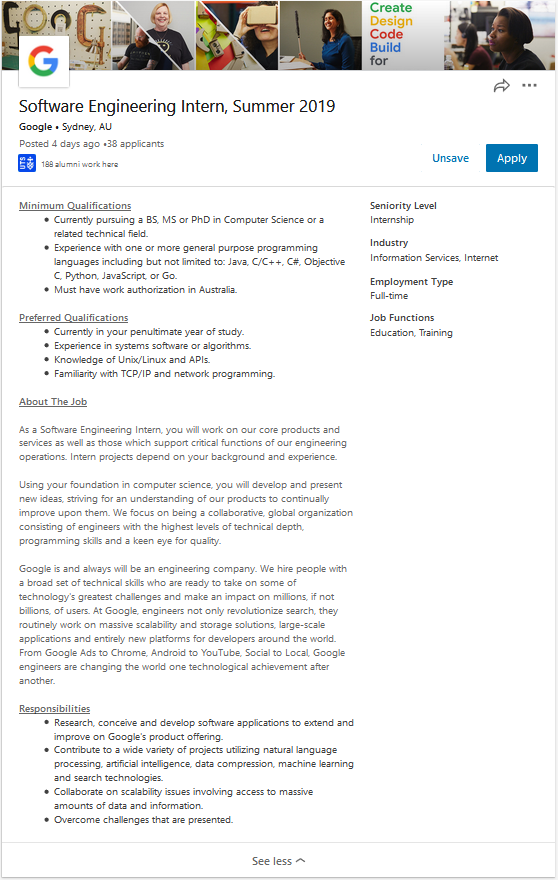 Create
Design
Code
Build
for
Software Engineering Intern, Summer 2019
Google • Sydney, AU
Posted 4 days ago •38 applicants
188 alumni work here
Unsave
Apply
Minimum Qualifications
• Currently pursuing a BS, MS or PhD in Computer Science or a
related technical field.
• Experience with one or more general purpose programming
languages including but not limited to: Java, C/C++, C#, Objective
C, Python, JavaScript, or Go.
• Must have work authorization in Australia.
Preferred Qualifications
• Currently in your penultimate year of study.
• Experience in systems software or algorithms.
• Knowledge of Unix/Linux and APIs.
• Familiarity with TCP/IP and network programming.
About The Job
As a Software Engineering Intern, you will work on our core products and
services as well as those which support critical functions of our engineering
operations. Intern projects depend on your background and experience.
Using your foundation in computer science, you will develop and present
new ideas, striving for an understanding of our products to continually
improve upon them. We focus on being a collaborative, global organization
consisting of engineers with the highest levels of technical depth,
programming skills and a keen eye for quality.
Google is and always will be an engineering company. We hire people with
a broad set of technical skills who are ready to take on some of
technology's greatest challenges and make an impact on millions, if not
billions, of users. At Google, engineers not only revolutionize search, they
routinely work on massive scalability and storage solutions, large-scale
applications and entirely new platforms for developers around the world.
From Google Ads to Chrome, Android to YouTube, Social to Local, Google
engineers are changing the world one technological achievement after
another.
Responsibilities
• Research, conceive and develop software applications to extend and
improve on Google's product offering.
• Contribute to a wide variety of projects utilizing natural language
processing, artificial intelligence, data compression, machine learning
and search technologies.
• Collaborate on scalability issues involving access to massive
amounts of data and information.
• Overcome challenges that are presented.
Seniority Level
Internship
Industry
Information Services, Internet
Employment Type
Full-time
Job Functions
Education, Training
See less